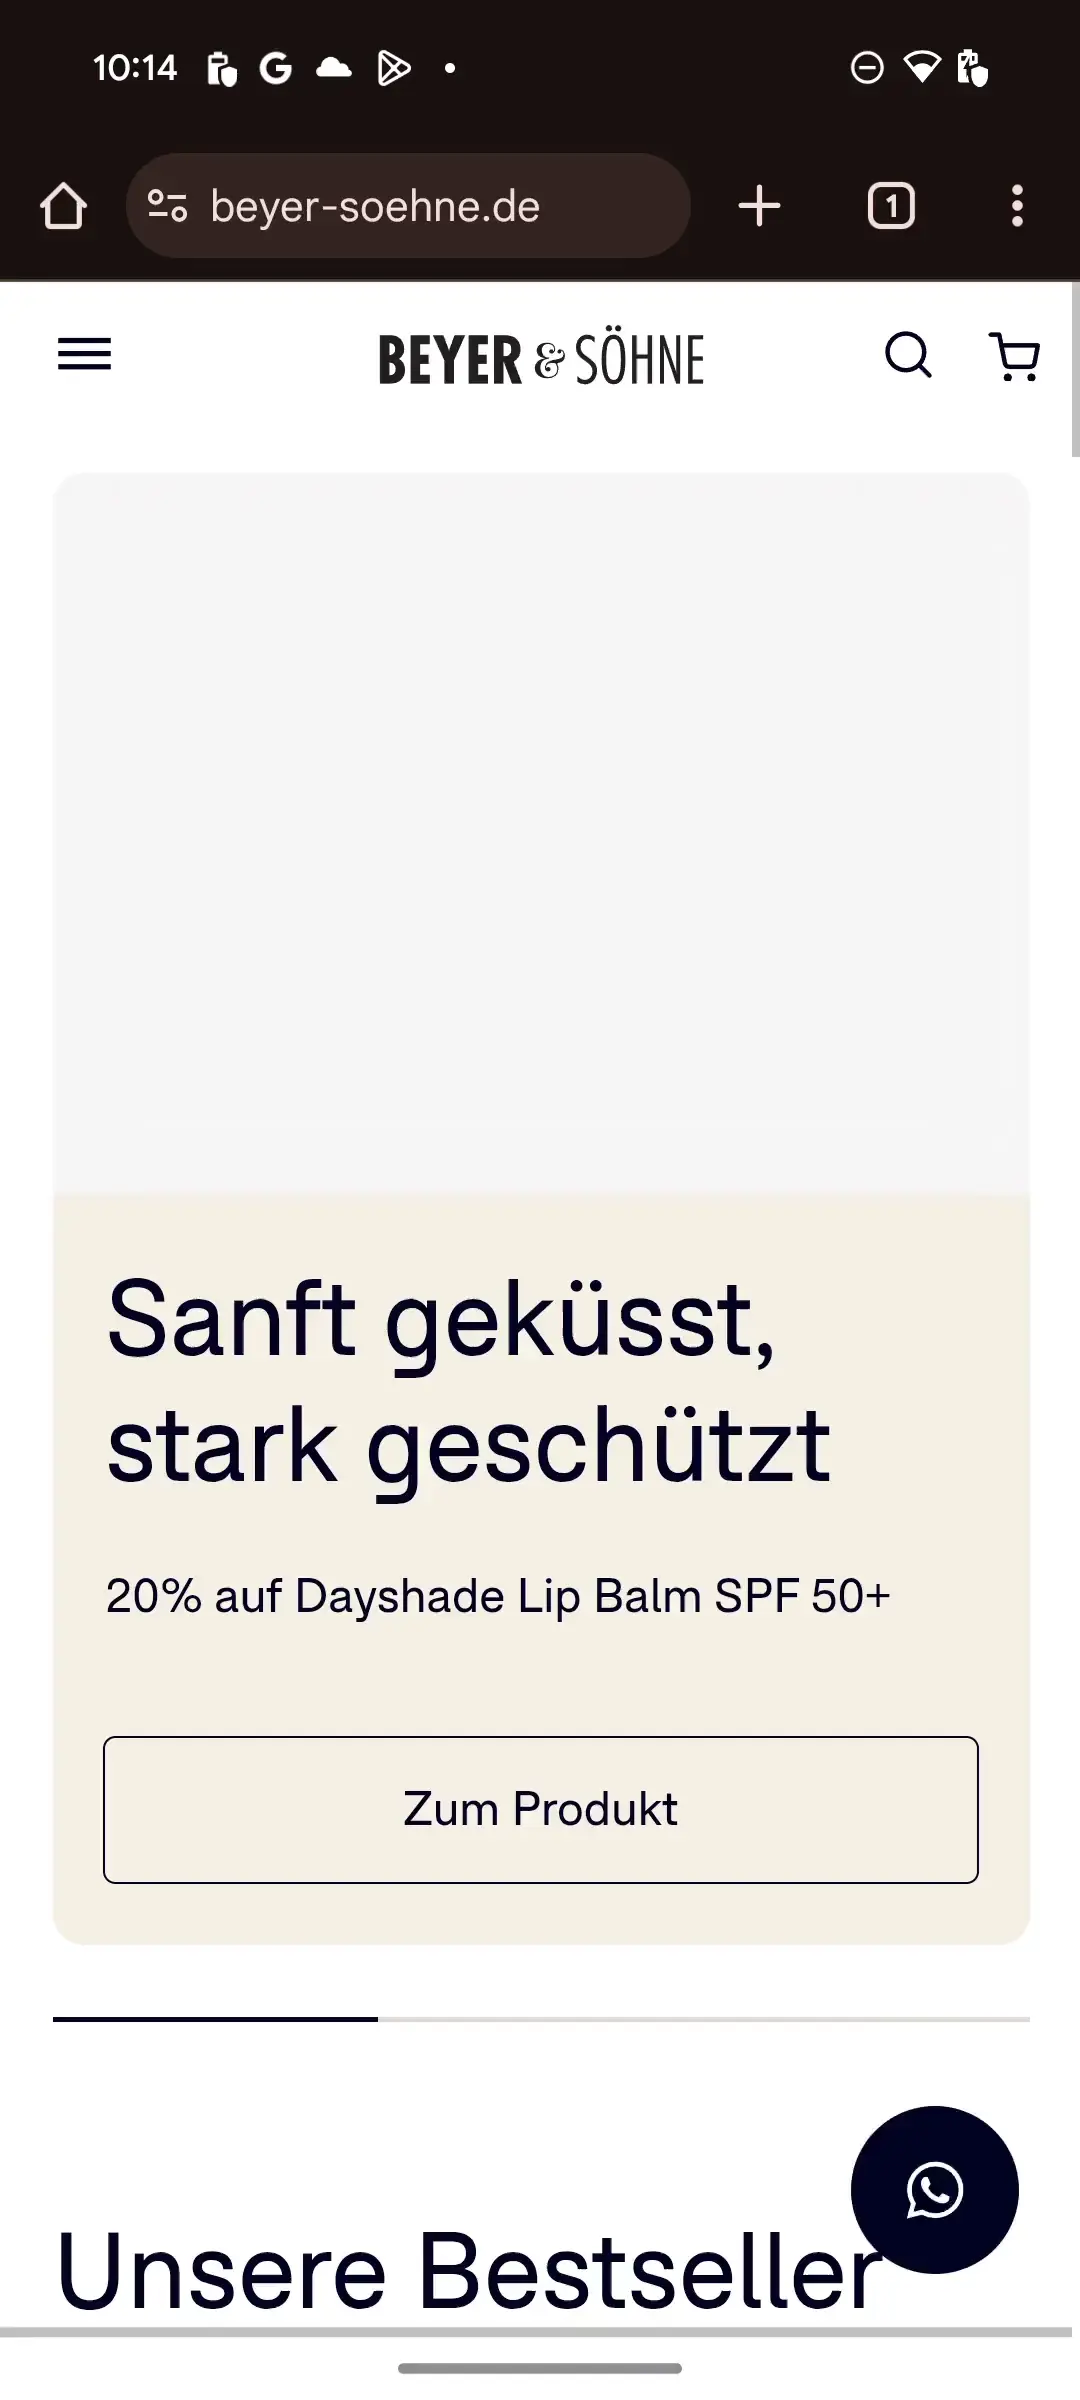 10:14
beyer-soehne.de
1
BEYER & SÖHNE
Sanft geküsst,
stark geschützt
20% auf Dayshade Lip Balm SPF 50+
Zum Produkt
Unsere Bestseller